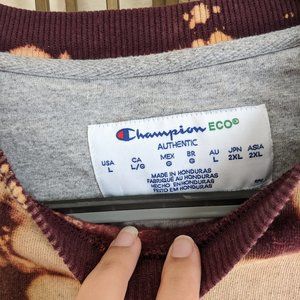 Champion ECO®
AUTHENTIC
USA CA MEX BR AU JPN ASIA
L L/G G G L 2XL 2XL
MADE IN HONDURAS
FABRIQUÉ AU HONDURAS
HECHO EN HONDURAS
FEITO EM HONDURAS